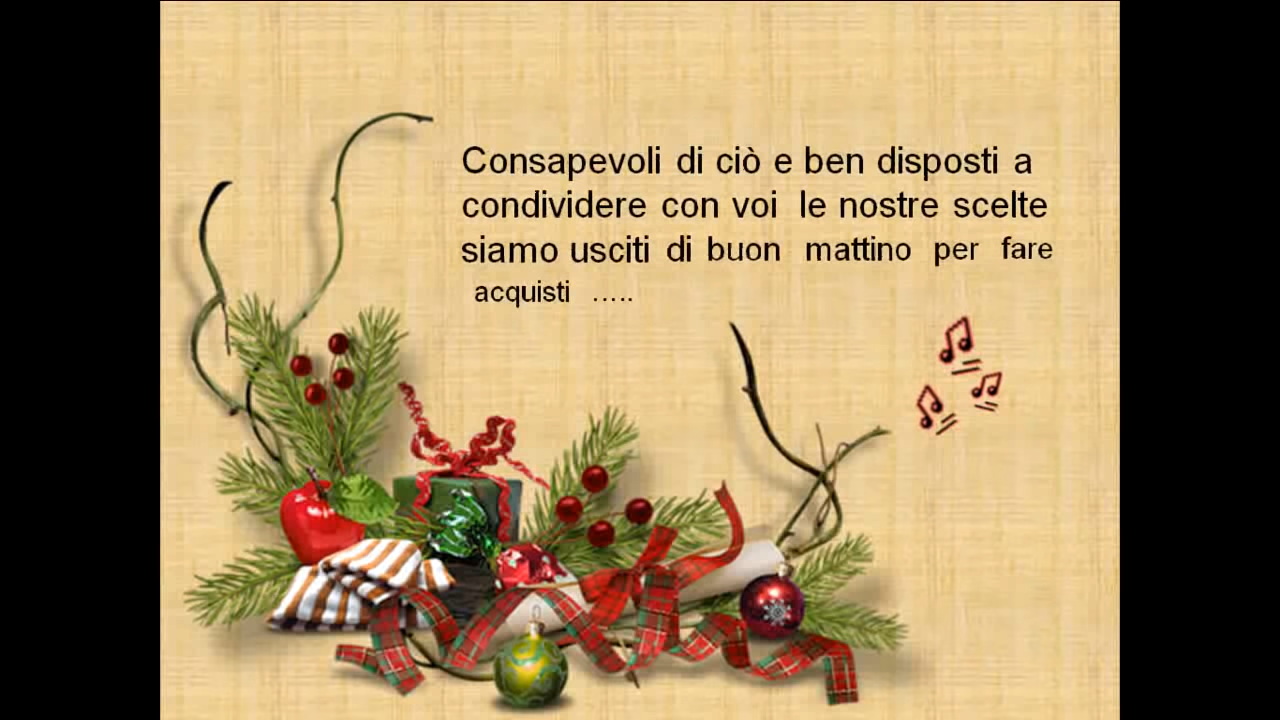 Consapevoli di ciò e ben disposti a
condividere con voi le nostre scelte
siamo usciti di buon mattino per fare
acquisti .....